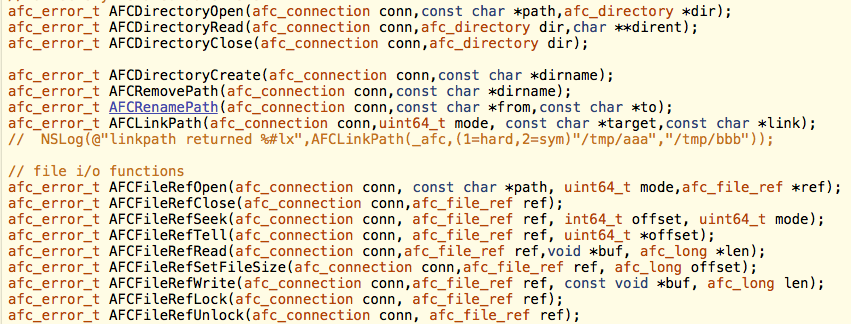 afc_error_t AFCDirectoryOpen(afc_connection conn,const char *path,afc_directory *dir);
afc_error_t AFCDirectoryRead(afc_connection conn,afc_directory dir,char **dirent);
afc_error_t AFCDirectoryClose(afc_connection conn,afc_directory dir);

afc_error_t AFCDirectoryCreate(afc_connection conn,const char *dirname);
afc_error_t AFCRemovePath(afc_connection conn,const char *dirname);
afc_error_t AFCRenamePath(afc_connection conn,const char *from,const char *to);
afc_error_t AFCLinkPath(afc_connection conn,uint64_t mode, const char *target,const char *link);
//  NSLog(@"linkpath returned %#lx",AFCLinkPath(_afc,(1=hard,2=sym)"/tmp/aaa","/tmp/bbb"));

// file i/o functions
afc_error_t AFCFileRefOpen(afc_connection conn, const char *path, uint64_t mode,afc_file_ref *ref);
afc_error_t AFCFileRefClose(afc_connection conn,afc_file_ref ref);
afc_error_t AFCFileRefSeek(afc_connection conn, afc_file_ref ref, int64_t offset, uint64_t mode);
afc_error_t AFCFileRefTell(afc_connection conn, afc_file_ref ref, uint64_t *offset);
afc_error_t AFCFileRefRead(afc_connection conn,afc_file_ref ref,void *buf, afc_long *len);
afc_error_t AFCFileRefSetFileSize(afc_connection conn,afc_file_ref ref, afc_long offset);
afc_error_t AFCFileRefWrite(afc_connection conn,afc_file_ref ref, const void *buf, afc_long len);
afc_error_t AFCFileRefLock(afc_connection conn, afc_file_ref ref);
afc_error_t AFCFileRefUnlock(afc_connection conn, afc_file_ref ref);